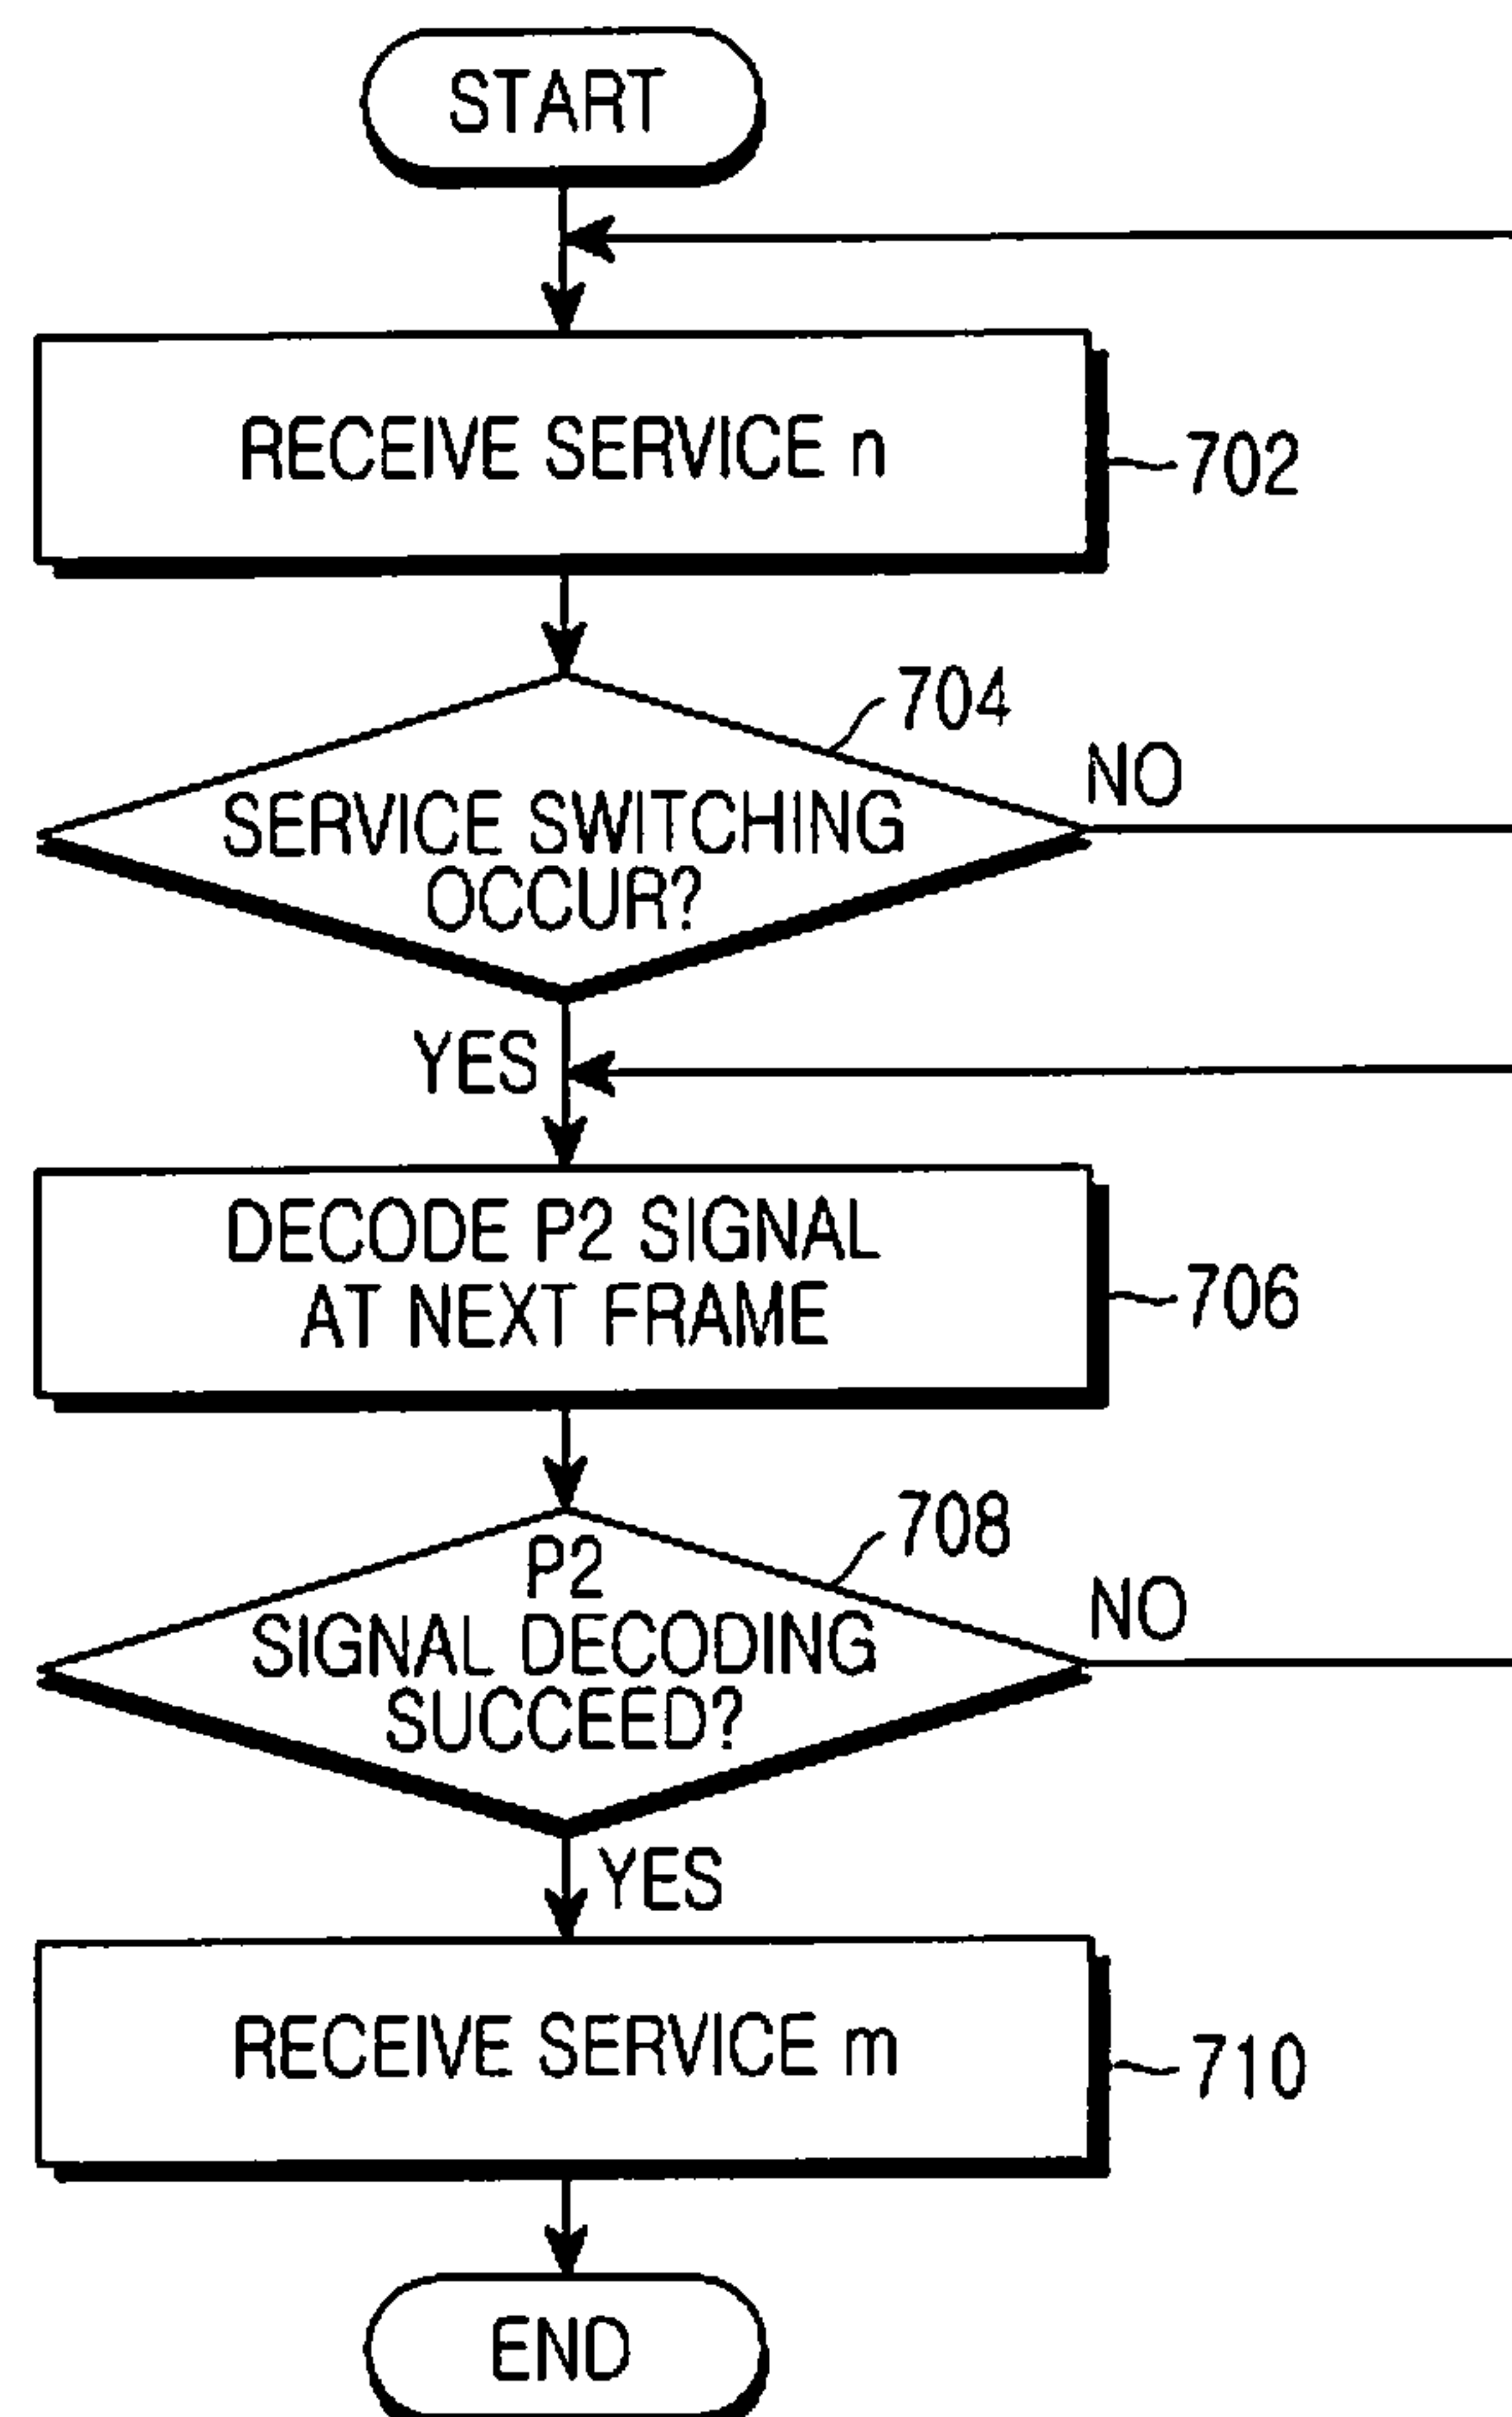 START
RECEIVE SERVICE n
702
704
NO
SERVICE SWITCHING
OCCUR?
YES
DECODE P2 SIGNAL
AT NEXT FRAME
706
708
P2
NO
SIGNAL DECODING
SUCCEED?
YES
RECEIVE SERVICE m
710
END